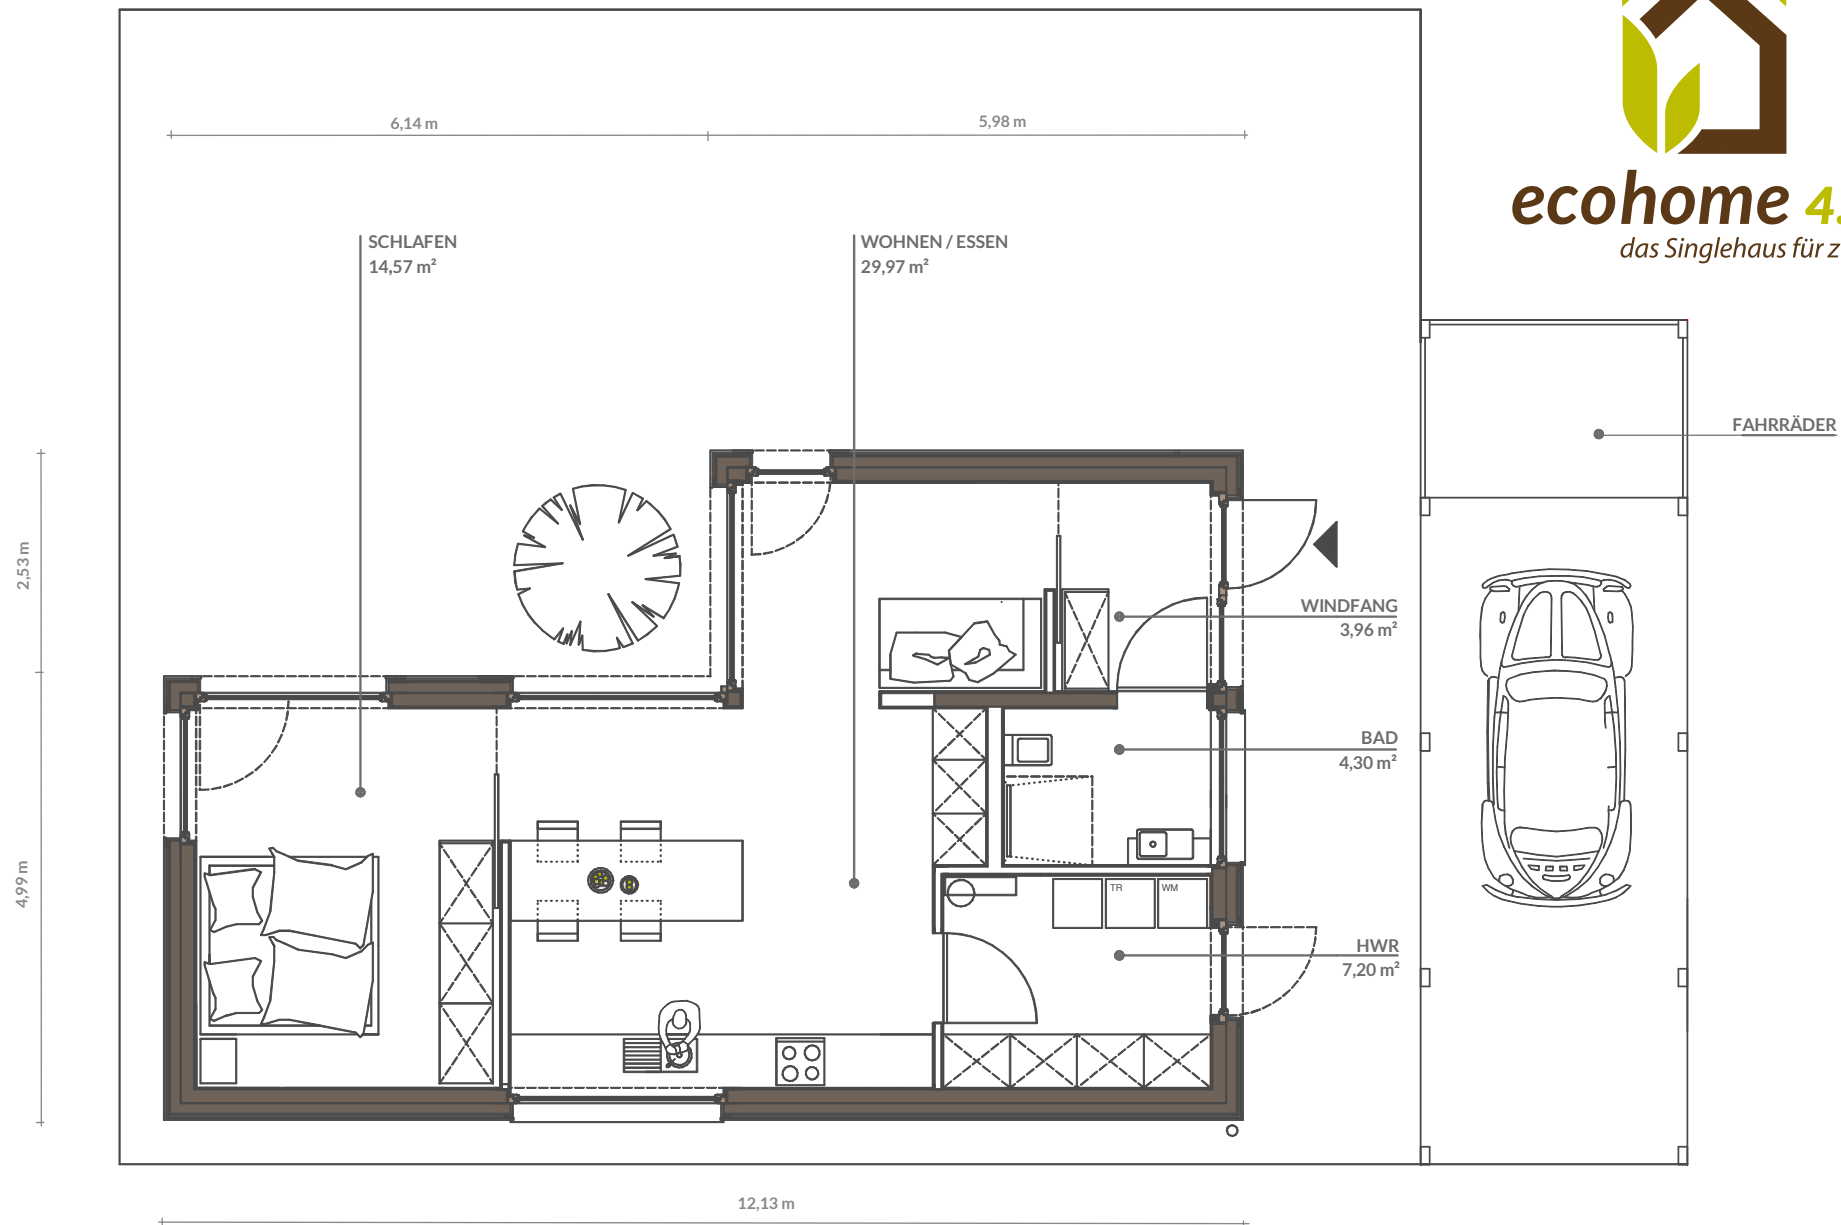 6,14 m
5,98 m
ecohome 4.
das Singlehaus für z
SCHLAFEN
14,57 m²
WOHNEN / ESSEN
29,97 m²
FAHRRÄDER
2,53 m
WINDFANG
3,96 m²
BAD
4,30 m²
4,99 m
TR
WM
HWR
7,20 m²
12,13 m